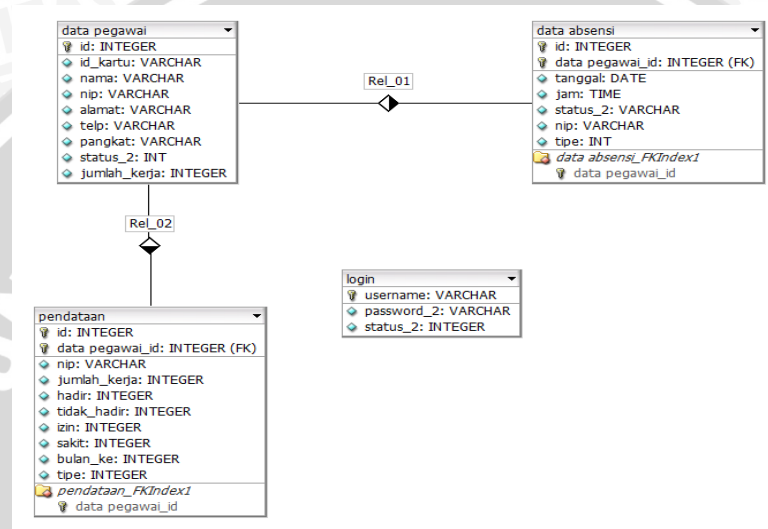 data pegawai
id: INTEGER
id_kartu: VARCHAR
nama: VARCHAR
nip: VARCHAR
alamat: VARCHAR
telp: VARCHAR
pangkat: VARCHAR
status_2: INT
jumlah_kerja: INTEGER
Rel_01
data absensi
id: INTEGER
data pegawai_id: INTEGER (FK)
tanggal: DATE
jam: TIME
status_2: VARCHAR
nip: VARCHAR
tipe: INT
data absensi_FKIndex1
data pegawai_id
Rel_02
login
username: VARCHAR
password_2: VARCHAR
status_2: INTEGER
pendataan
id: INTEGER
data pegawai_id: INTEGER (FK)
nip: VARCHAR
jumlah_kerja: INTEGER
hadir: INTEGER
tidak_hadir: INTEGER
izin: INTEGER
sakit: INTEGER
bulan_ke: INTEGER
tipe: INTEGER
pendataan_FKIndex1
data pegawai_id